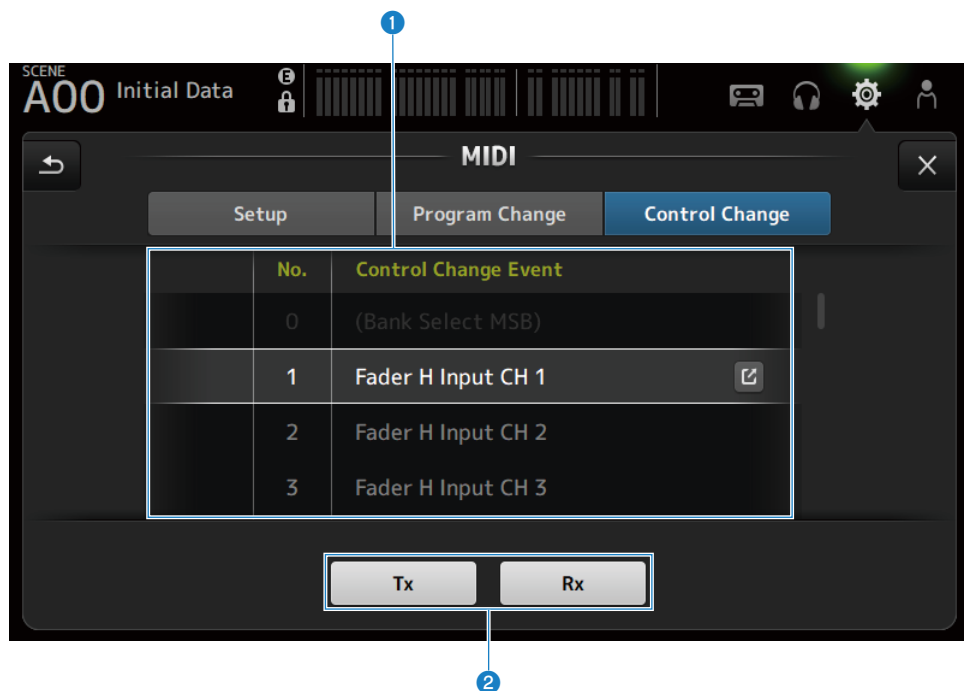 1
SCENE
A00 Initial Data
E
MIDI
Setup Program Change Control Change
No. Control Change Event
0 (Bank Select MSB)
1 Fader H Input CH 1
2 Fader H Input CH 2
3 Fader H Input CH 3
Tx Rx
2